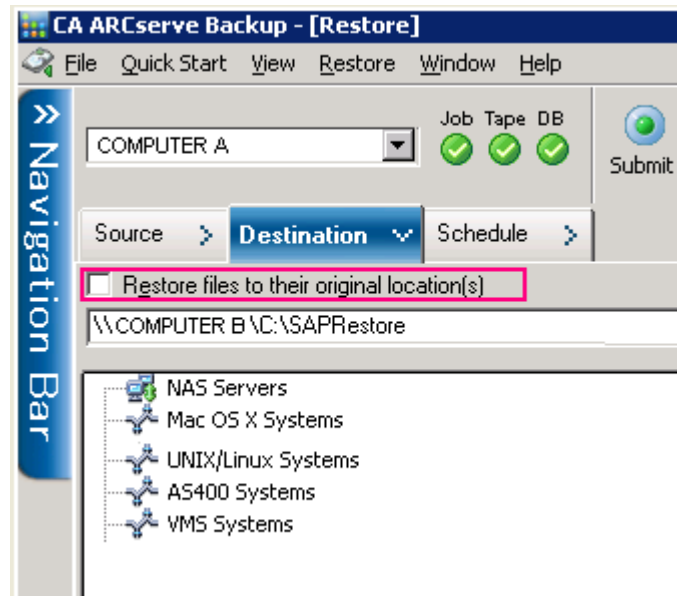 CA ARCserve Backup - [Restore]
File Quick Start View Restore Window Help
Navigation Bar
COMPUTER A
Job Tape DB
Submit
Source > Destination Schedule >
Restore files to their original location(s)
\\COMPUTER B\C:\SAPRestore
NAS Servers
Mac OS X Systems
UNIX/Linux Systems
AS400 Systems
VMS Systems